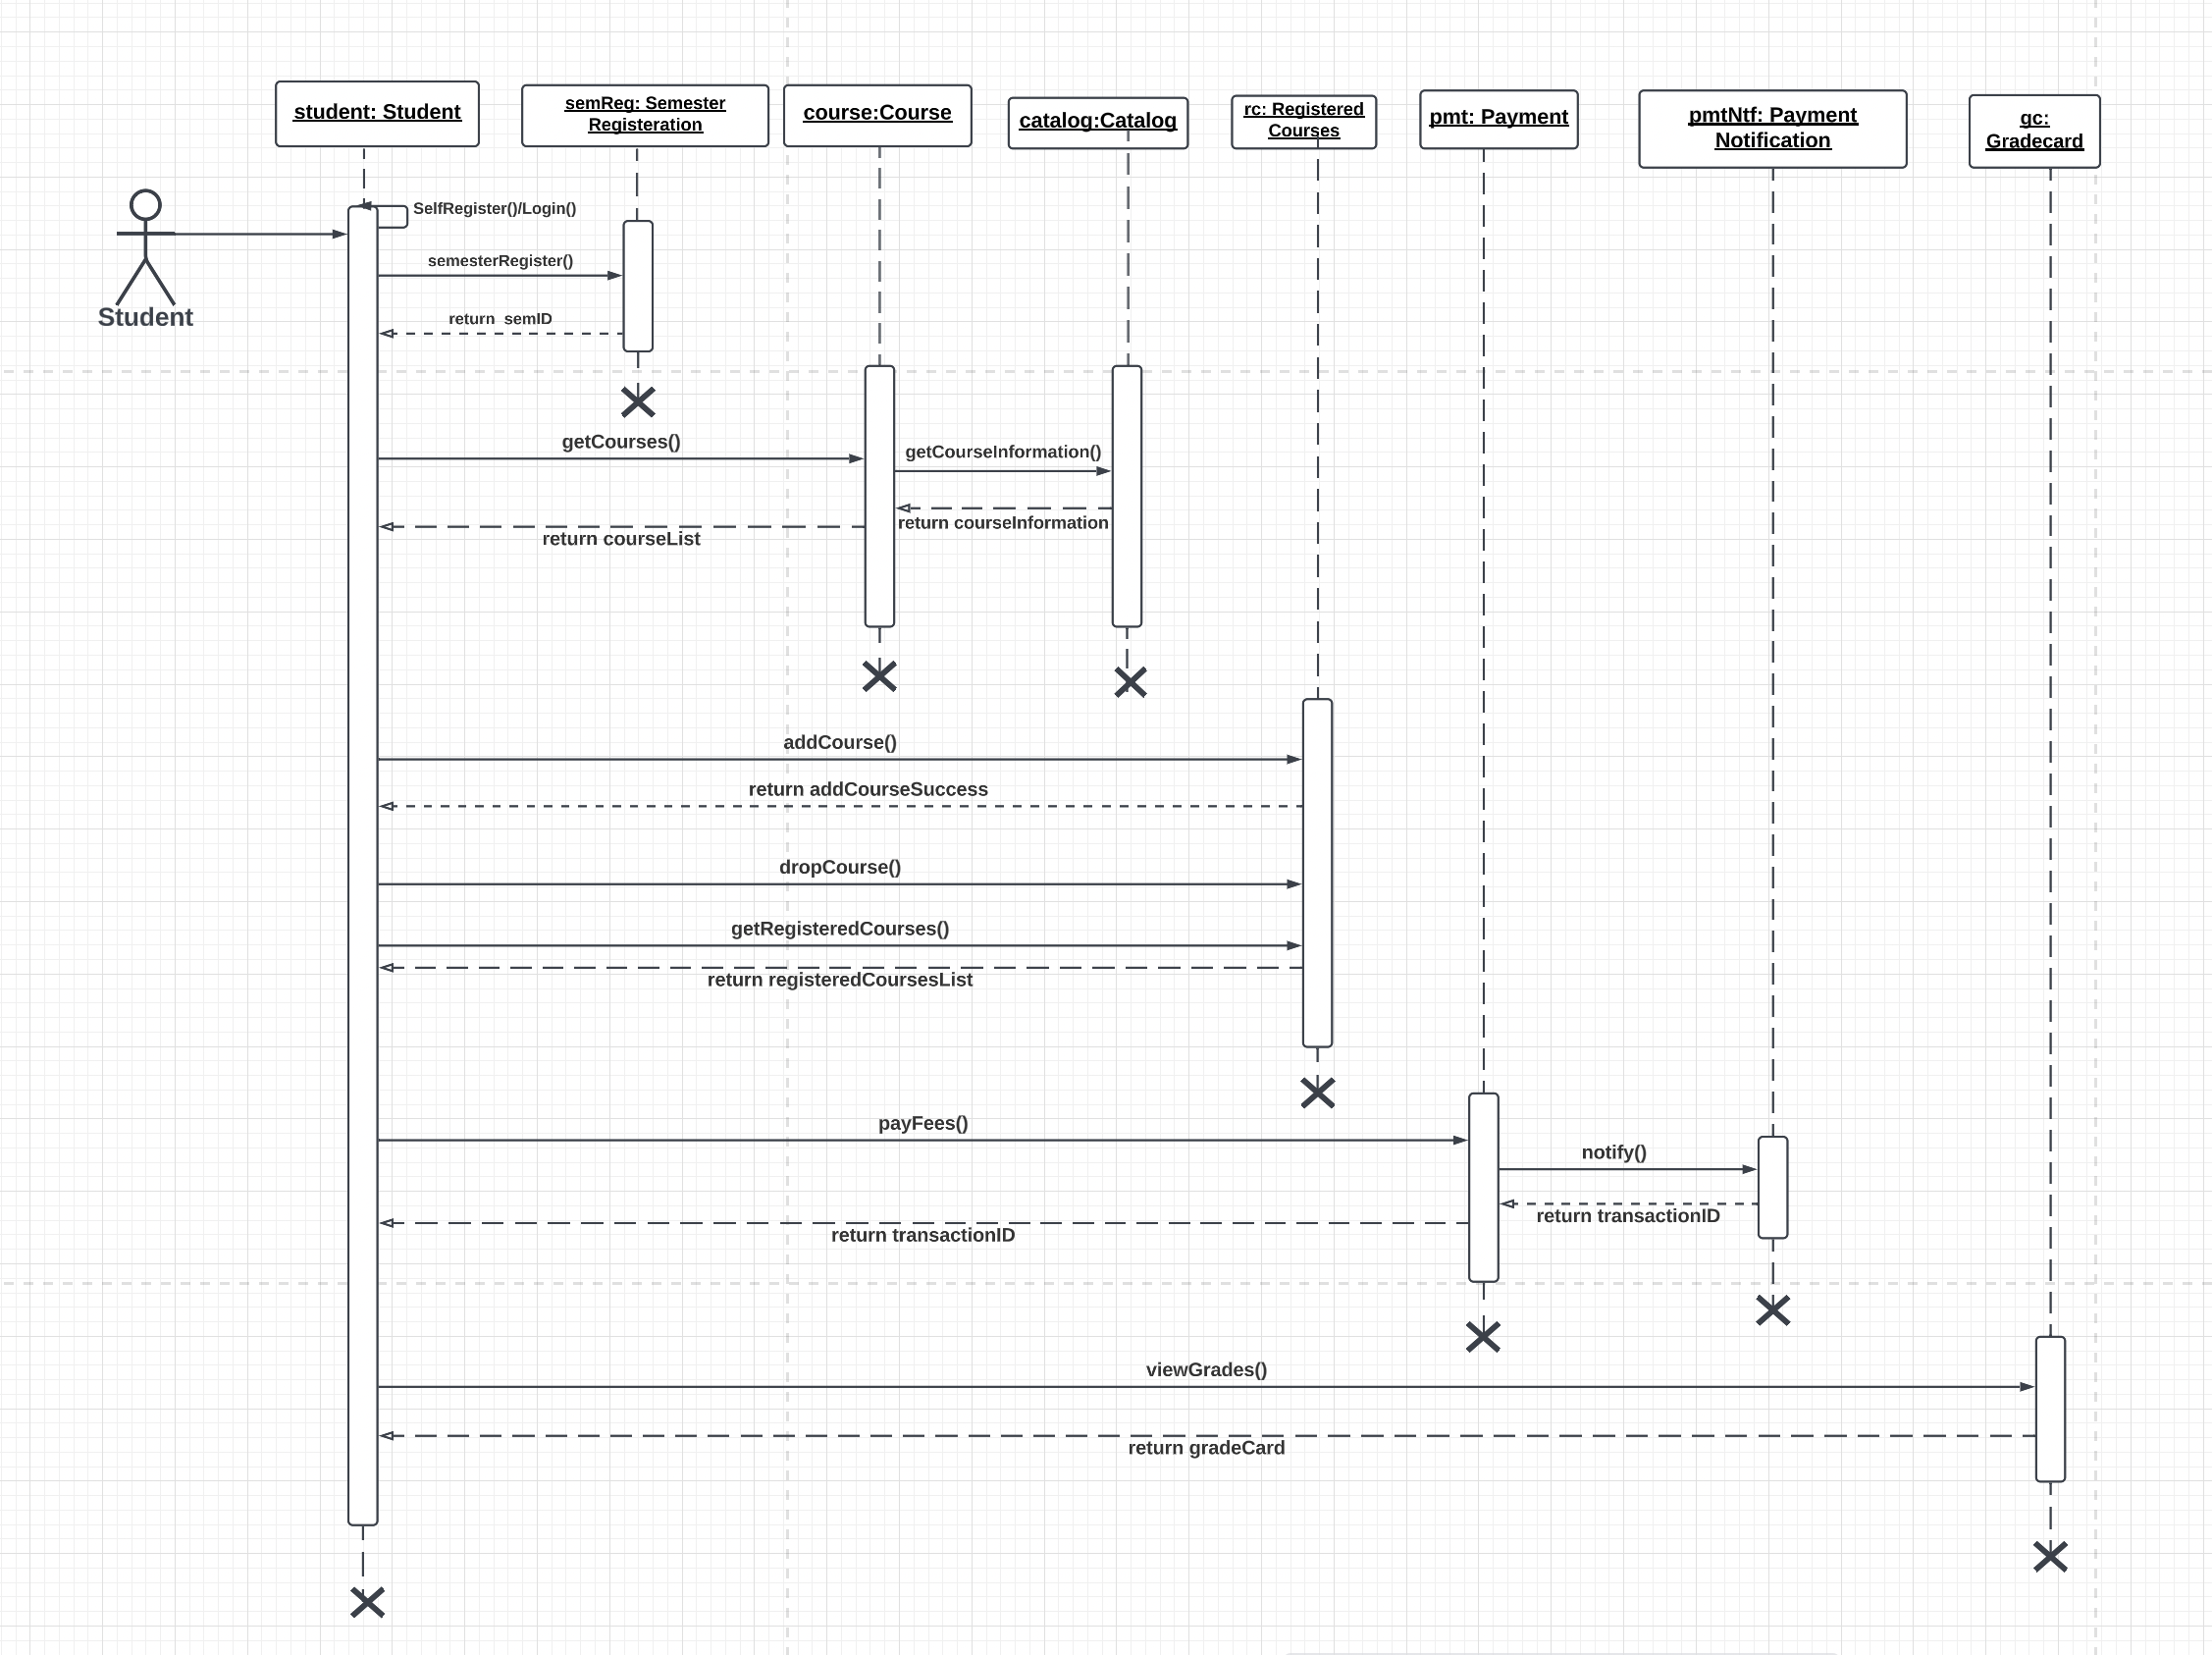 student: Student
semReg: Semester
Registeration
course:Course
catalog:Catalog
rc: Registered
Courses
pmt: Payment
pmtNtf: Payment
Notification
gc:
Gradecard
Student
SelfRegister()/Login()
semesterRegister()
return  semID
getCourses()
getCourseInformation()
return courseInformation
return courseList
addCourse()
return addCourseSuccess
dropCourse()
getRegisteredCourses()
return registeredCoursesList
payFees()
notify()
return transactionID
return transactionID
viewGrades()
return gradeCard